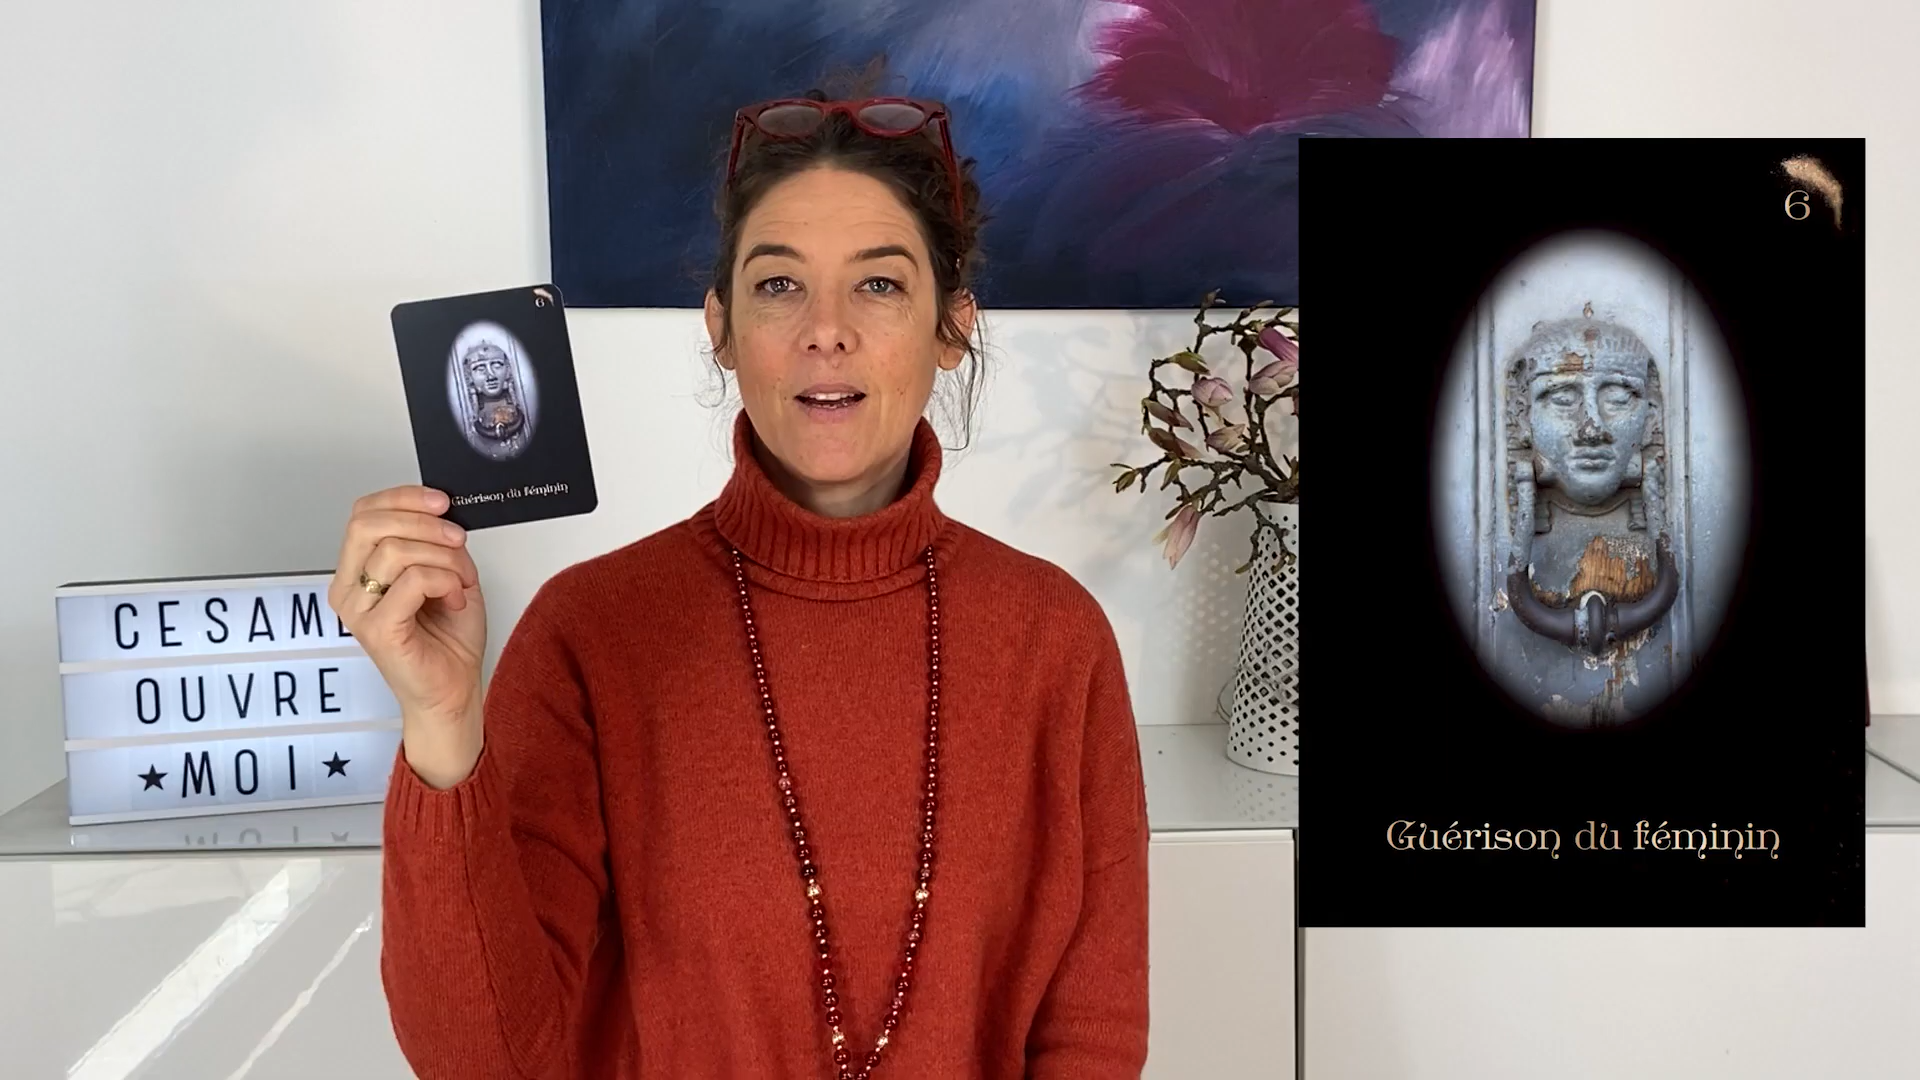 CESAME
OUVRE
★MOI★
6
Guérison du féminin
6
Guérison du féminin